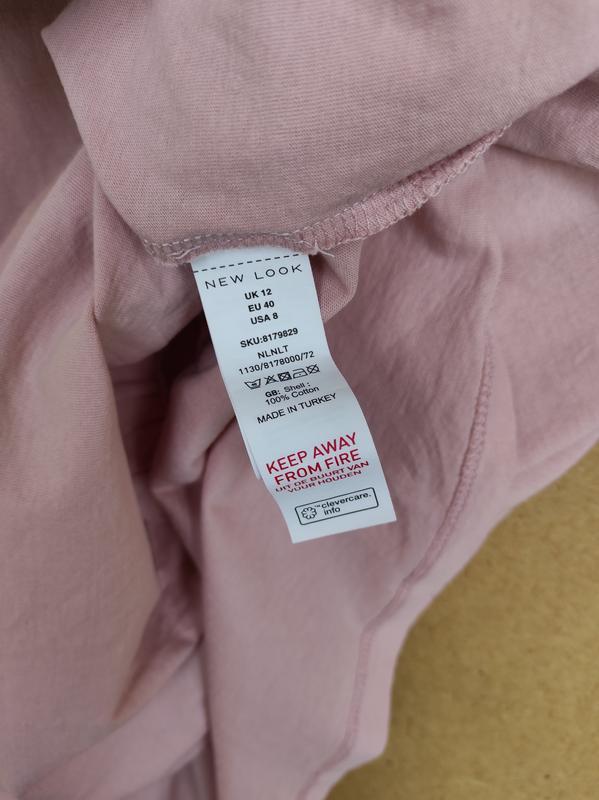 NEW LOOK
UK 12
EU 40
USA 8
SKU:8179829
NLNLT
1130/8178000/72
GB: Shell :
100% Cotton
MADE IN TURKEY
KEEP AWAY
FROM FIRE
UIT DE BUURT VAN
VUUR HOUDEN
™clevercare.
info